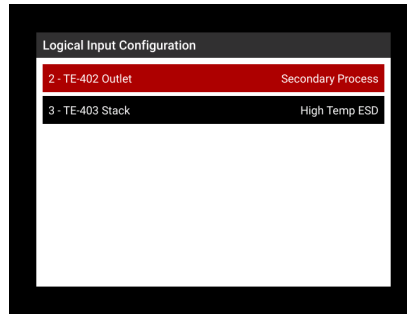 Logical Input Configuration
2 - TE-402 Outlet Secondary Process
3 - TE-403 Stack High Temp ESD